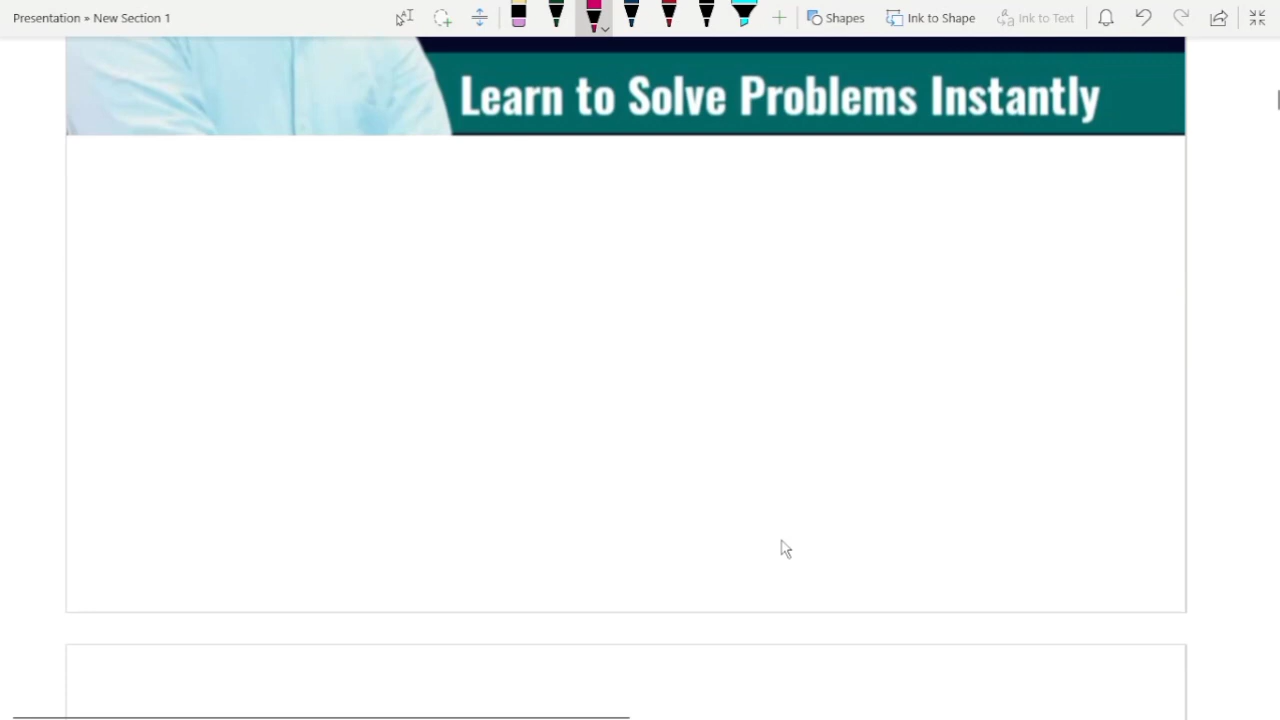 Presentation » New Section 1
Shapes
Ink to Shape
Ink to Text
Learn to Solve Problems Instantly